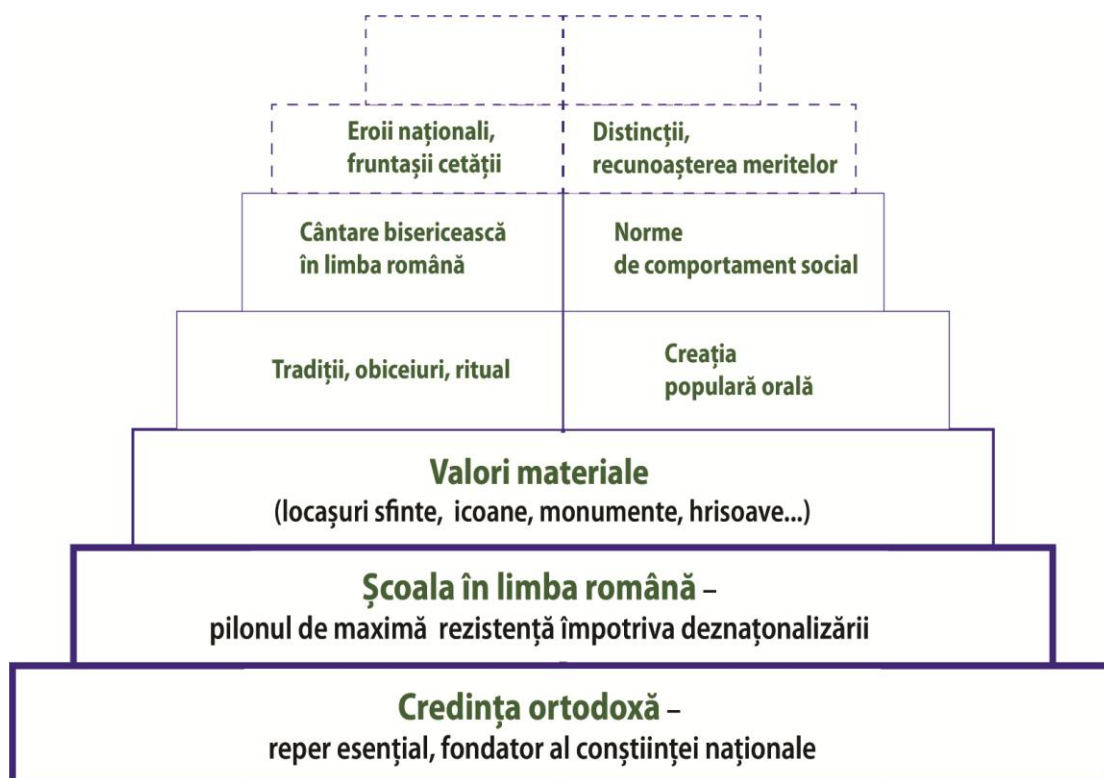 Eroii naționali,
fruntașii cetății
Distincții,
recunoașterea meritelor
Cântare bisericească
în limba română
Norme
de comportament social
Tradiții, obiceiuri, ritual
Creația
populară orală
Valori materiale
(locașuri sfinte, icoane, monumente, hrisoave...)
Școala în limba română –
pilonul de maximă rezistență împotriva deznaţonalizării
Credința ortodoxă –
reper esențial, fondator al conștiinței naționale